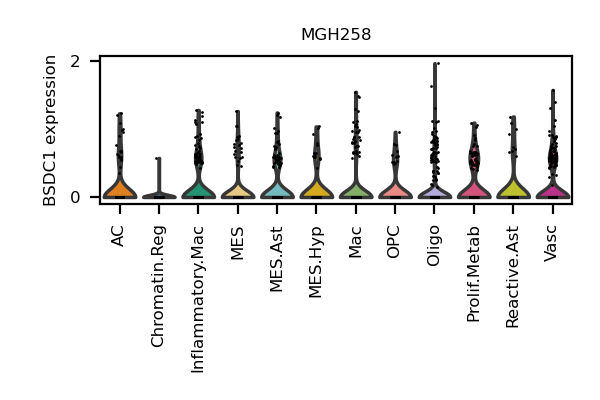 MGH258
BSDC1 expression
2
0
AC
Chromatin.Reg
Inflammatory.Mac
MES
MES.Ast
MES.Hyp
Mac
OPC
Oligo
Prolif.Metab
Reactive.Ast
Vasc